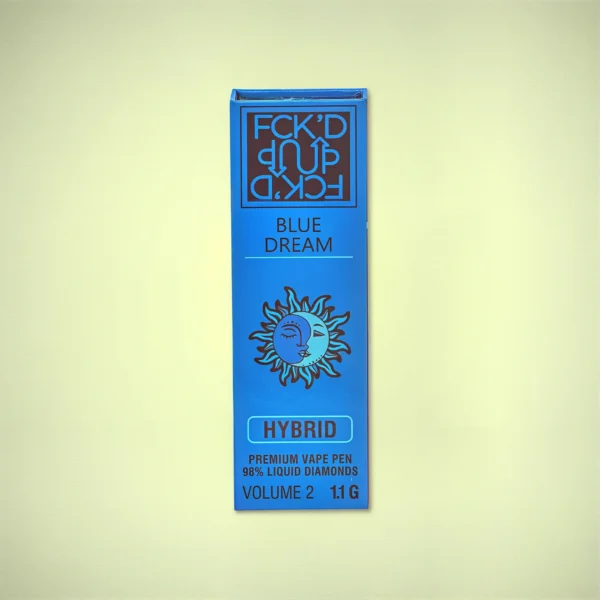 FCK'D
UP
FCK'D
BLUE
DREAM
HYBRID
PREMIUM VAPE PEN
98% LIQUID DIAMONDS
VOLUME 2 1.1 G